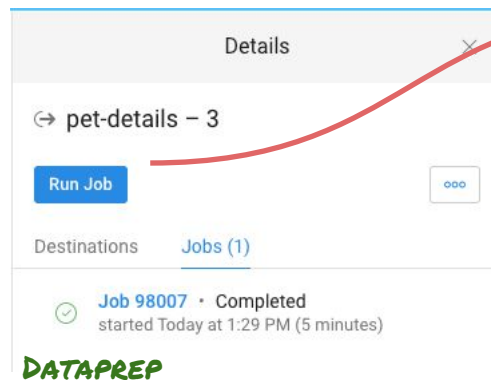 Details
pet-details – 3
Run Job
Destinations Jobs (1)
Job 98007 • Completed
started Today at 1:29 PM (5 minutes)
DATAPREP